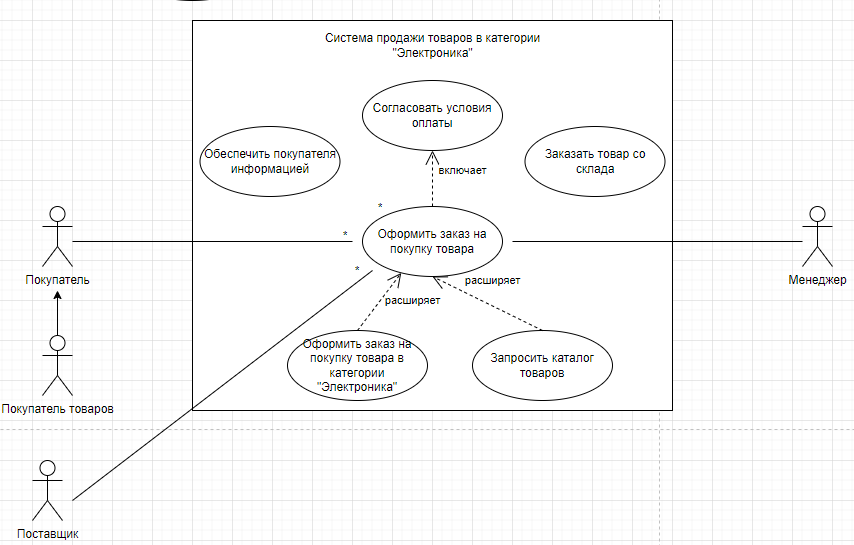 Система продажи товаров в категории
"Электроника"
Согласовать условия
оплаты
Обеспечить покупателя
информацией
Заказать товар со
склада
включает
*
*
Оформить заказ на
покупку товара
*
Покупатель
Менеджер
расширяет
расширяет
Оформить заказ на
покупку товара в
категории
"Электроника"
Запросить каталог
товаров
Покупатель товаров
Поставщик